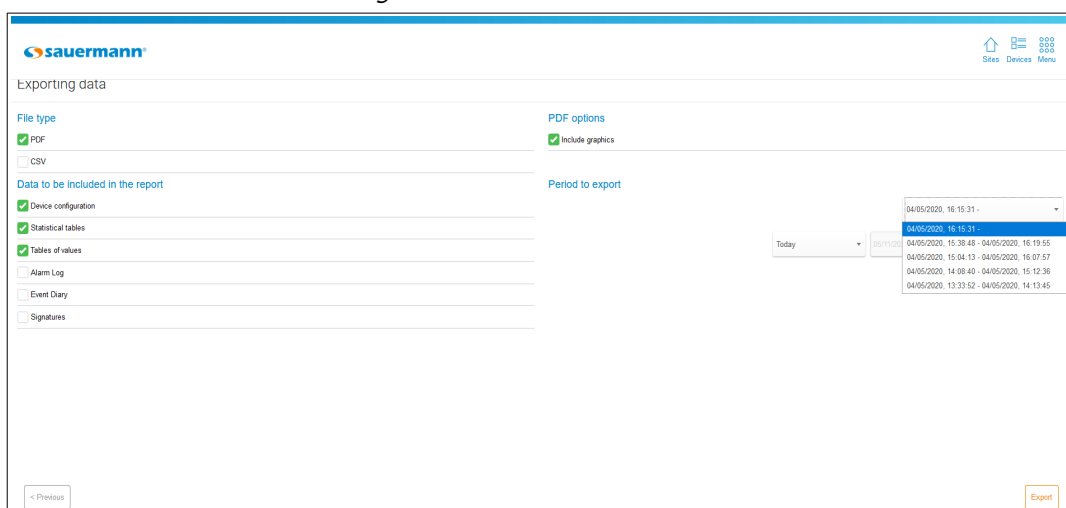 sauermann
Sites Devices Menu
Exporting data
File type
PDF
CSV
Data to be included in the report
Device configuration
Statistical tables
Tables of values
Alarm Log
Event Diary
Signatures
PDF options
Include graphics
Period to export
04/05/2020, 16:15:31 -
04/05/2020, 16:15:31 -
Today
04/05/2020, 15:38:48 - 04/05/2020, 16:19:55
04/05/2020, 15:04:13 - 04/05/2020, 16:07:57
04/05/2020, 14:08:40 - 04/05/2020, 15:12:36
04/05/2020, 13:33:52 - 04/05/2020, 14:13:45
< Previous
Export